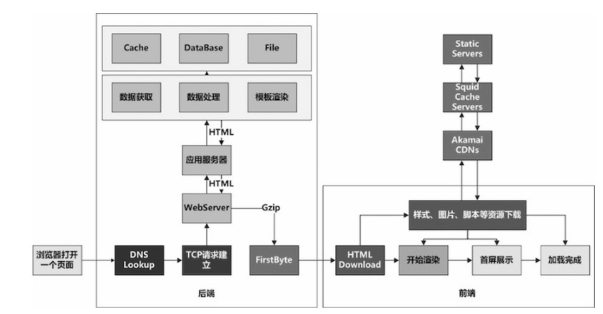 Cache
DataBase
File
数据获取
数据处理
模板渲染
HTML
应用服务器
HTML
WebServer
Gzip
浏览器打开
一个页面
DNS
Lookup
TCP请求建
立
FirstByte
后端
Static
Servers
Squid
Cache
Servers
Akamai
CDNs
样式、图片、脚本等资源下载
HTML
Download
开始渲染
首屏展示
加载完成
前端